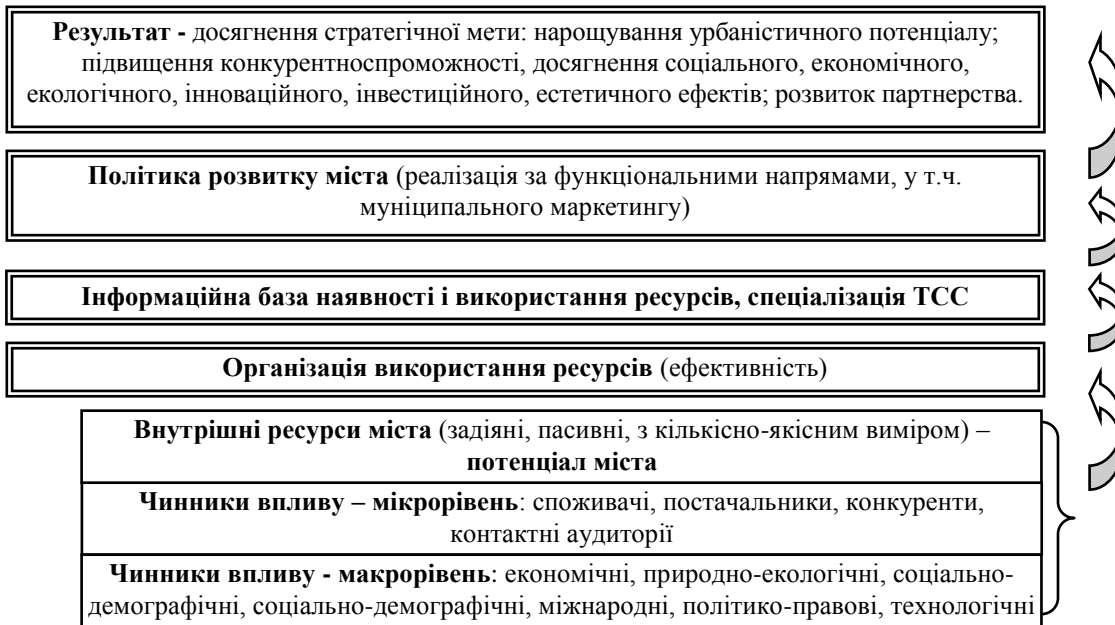 Результат - досягнення стратегічної мети: нарощування урбаністичного потенціалу;
підвищення конкурентноспроможності, досягнення соціального, економічного,
екологічного, інноваційного, інвестиційного, естетичного ефектів; розвиток партнерства.
Політика розвитку міста (реалізація за функціональними напрямами, у т.ч.
муніципального маркетингу)
Інформаційна база наявності і використання ресурсів, спеціалізація ТСС
Організація використання ресурсів (ефективність)
Внутрішні ресурси міста (задіяні, пасивні, з кількісно-якісним виміром) –
потенціал міста
Чинники впливу – мікрорівень: споживачі, постачальники, конкуренти,
контактні аудиторії
Чинники впливу - макрорівень: економічні, природно-екологічні, соціально-
демографічні, соціально-демографічні, міжнародні, політико-правові, технологічні